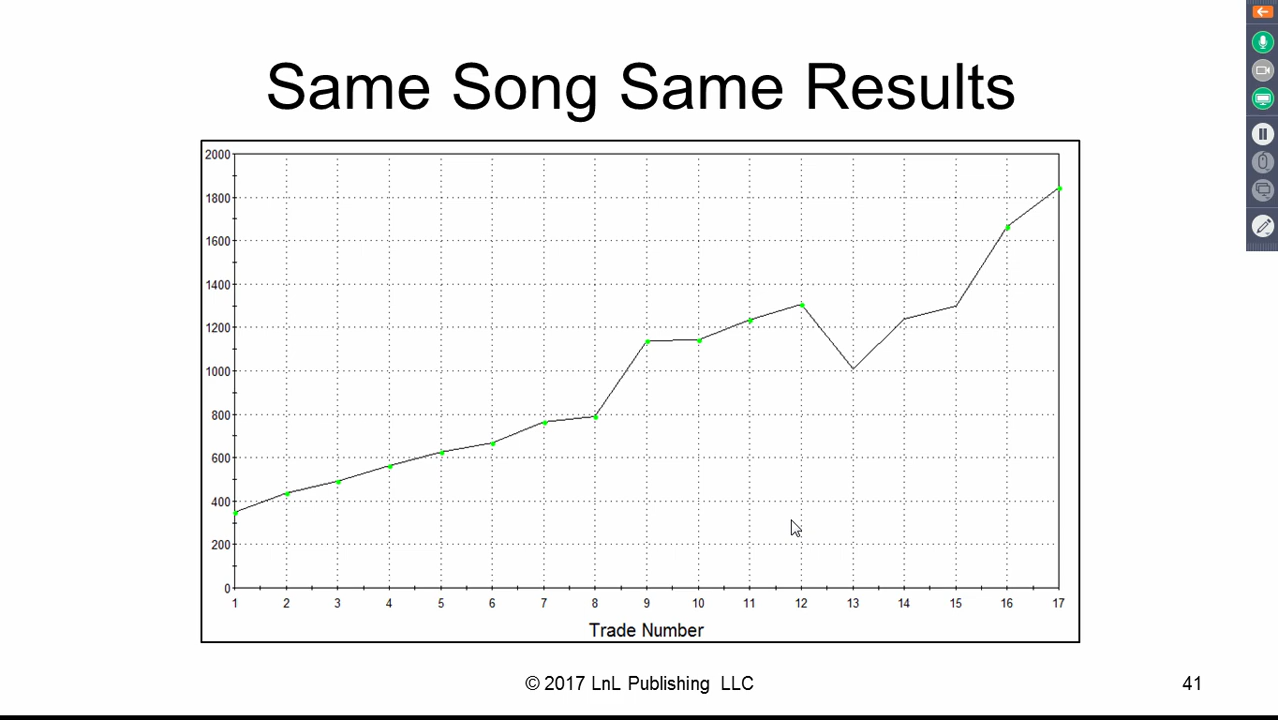 Same Song Same Results
2000
1800
1600
1400
1200
1000
800
600
400
200
0
1 2 3 4 5 6 7 8 9 10 11 12 13 14 15 16 17
Trade Number
© 2017 LnL Publishing LLC 41